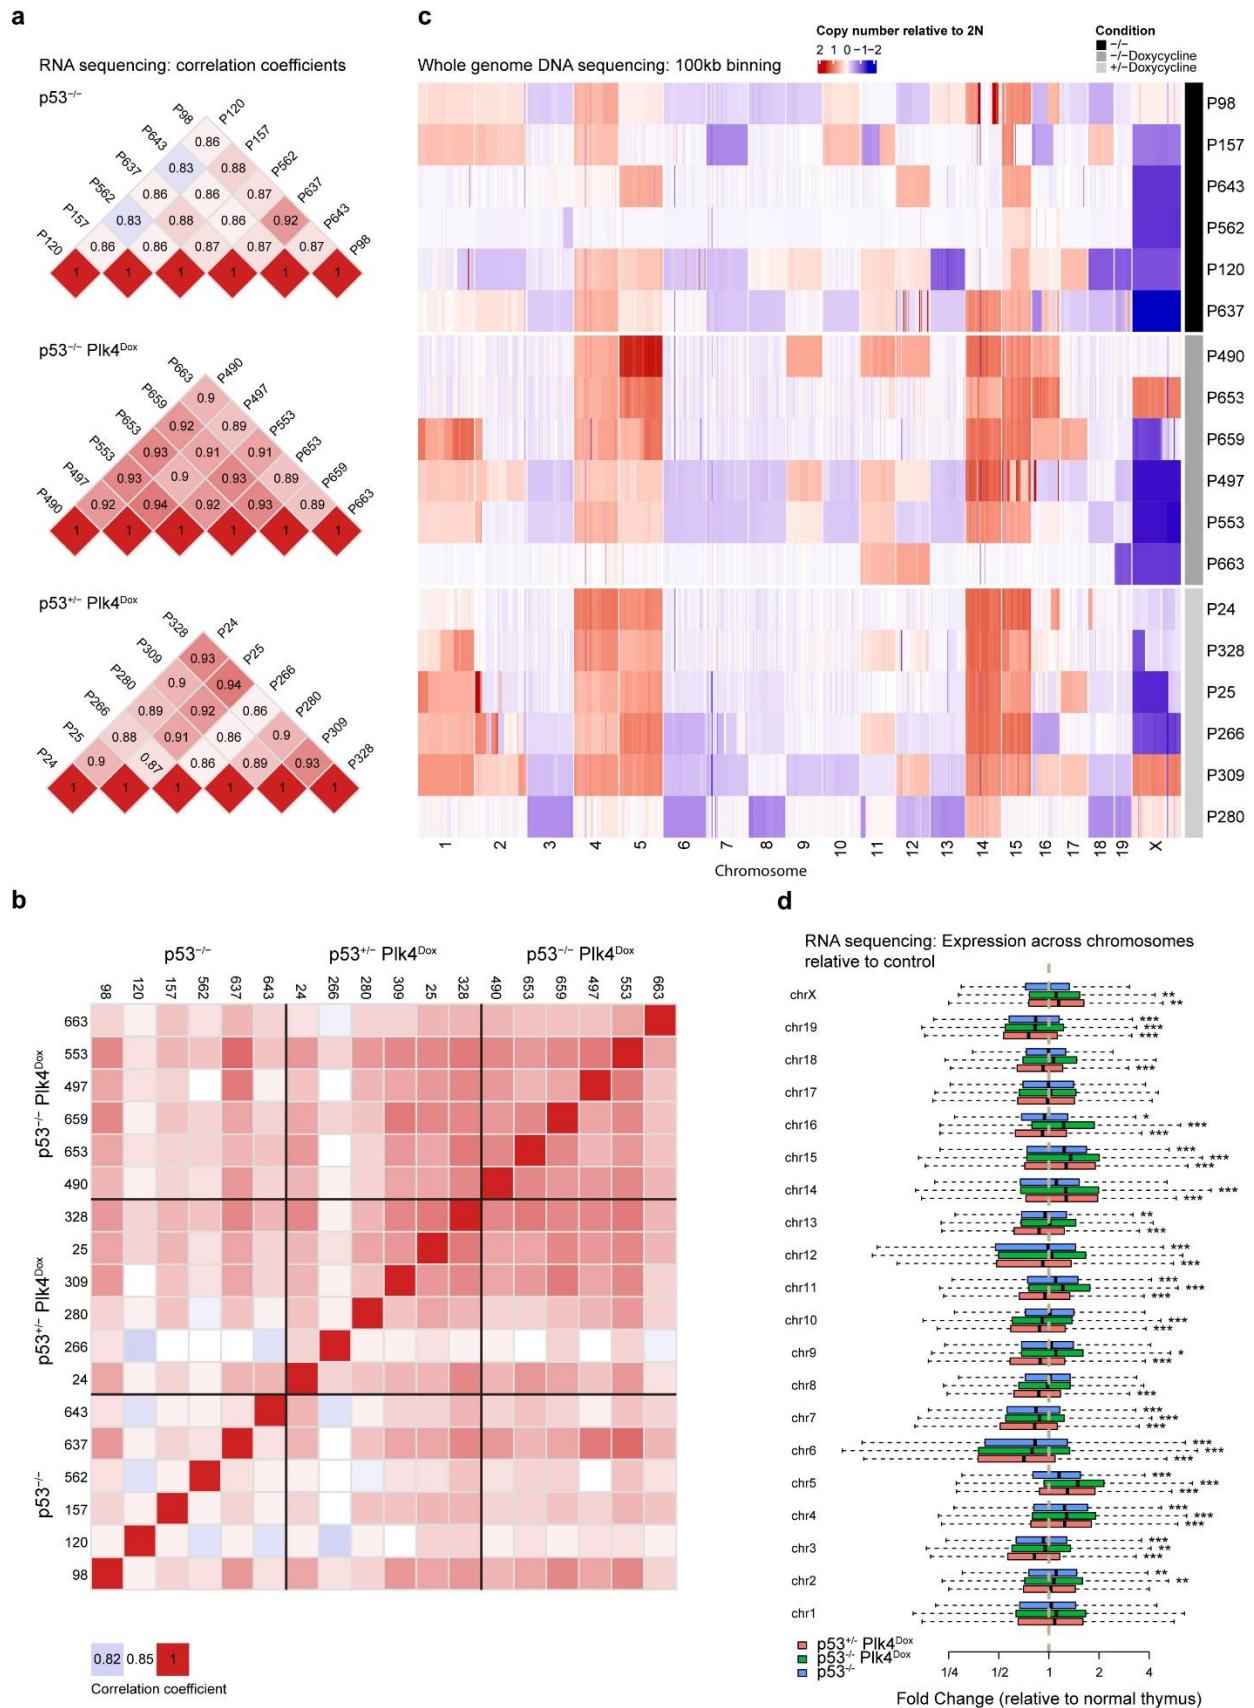 a
RNA sequencing: correlation coefficients
p53−/−
P98 P120
P643 0.86 P157
P637 0.83 0.88 P562
P562 0.86 0.86 0.87 P637
P157 0.83 0.88 0.86 0.92 P643
P120 0.86 0.86 0.87 0.87 0.87 P98
1 1 1 1 1 1
p53−/− Plk4Dox
P663 P490
P659 0.9 P497
P653 0.92 0.89 P553
P553 0.93 0.91 0.91 P653
P497 0.93 0.9 0.93 0.89 P659
P490 0.92 0.94 0.92 0.93 0.89 P663
1 1 1 1 1 1
p53+/− Plk4Dox
P328 P24
P309 0.93 P25
P280 0.9 0.94 P266
P266 0.89 0.92 0.86 P280
P25 0.88 0.91 0.86 0.9 P309
P24 0.9 0.87 0.86 0.89 0.93 P328
1 1 1 1 1 1
c
Copy number relative to 2N
2 1 0 −1−2
Condition
−/−
−/−Doxycycline
+/−Doxycycline
Whole genome DNA sequencing: 100kb binning
P98
P157
P643
P562
P120
P637
P490
P653
P659
P497
P553
P663
P24
P328
P25
P266
P309
P280
1 2 3 4 5 6 7 8 9 10 11 12 13 14 15 16 17 18 19 X
Chromosome
b
p53−/− p53+/− Plk4Dox p53−/− Plk4Dox
98 120 157 562 637 643 24 266 280 309 25 328 490 653 659 497 553 663
p53−/− Plk4Dox
663
553
497
659
653
490
p53+/− Plk4Dox
328
25
309
280
266
24
p53−/−
643
637
562
157
120
98
0.82 0.85 1
Correlation coefficient
d
RNA sequencing: Expression across chromosomes
relative to control
chrX
**
**
chr19
***
***
***
chr18
***
chr17
chr16
*
***
***
chr15
***
***
***
chr14
***
***
chr13
**
***
chr12
***
***
chr11
***
***
***
chr10
***
***
chr9
*
***
chr8
***
chr7
***
***
***
chr6
***
***
***
chr5
***
***
***
chr4
***
***
***
chr3
***
**
***
chr2
**
**
chr1
p53+/− Plk4Dox
p53−/− Plk4Dox
p53−/−
1/4 1/2 1 2 4
Fold Change (relative to normal thymus)